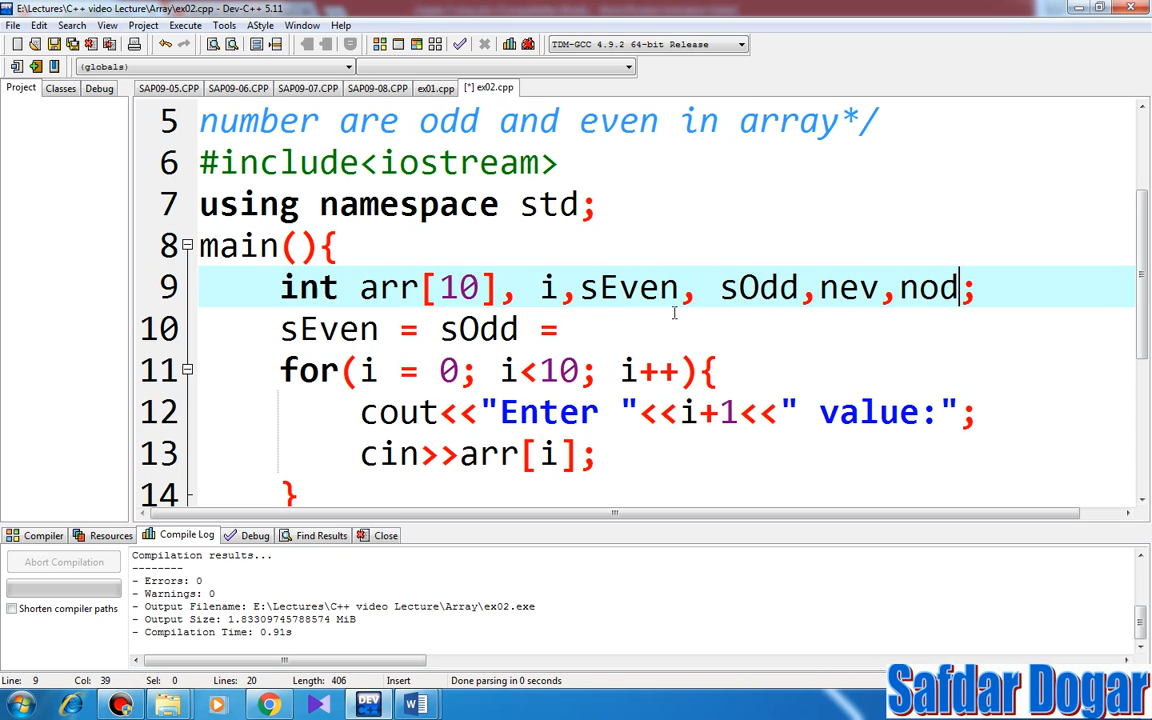 E:\Lectures\C++ video Lecture\Array\ex02.cpp - Dev-C++ 5.11
File Edit Search View Project Execute Tools AStyle Window Help
TDM-GCC 4.9.2 64-bit Release
(globals)
Project Classes Debug SAP09-05.CPP SAP09-06.CPP SAP09-07.CPP SAP09-08.CPP ex01.cpp [*] ex02.cpp
5 number are odd and even in array*/
6 #include<iostream>
7 using namespace std;
8 main(){
9 int arr[10], i,sEven, sOdd,nev,nod;
10 sEven = sOdd =
11 for(i = 0; i<10; i++){
12 cout<<"Enter "<<i+1<<" value:";
13 cin>>arr[i];
14 }
Compiler Resources Compile Log Debug Find Results Close
Abort Compilation
Shorten compiler paths
Compilation results...
--------
- Errors: 0
- Warnings: 0
- Output Filename: E:\Lectures\C++ video Lecture\Array\ex02.exe
- Output Size: 1.83309745788574 MiB
- Compilation Time: 0.91s
Line: 9 Col: 39 Sel: 0 Lines: 20 Length: 406 Insert Done parsing in 0 seconds
DEV C++
Safdar Dogar